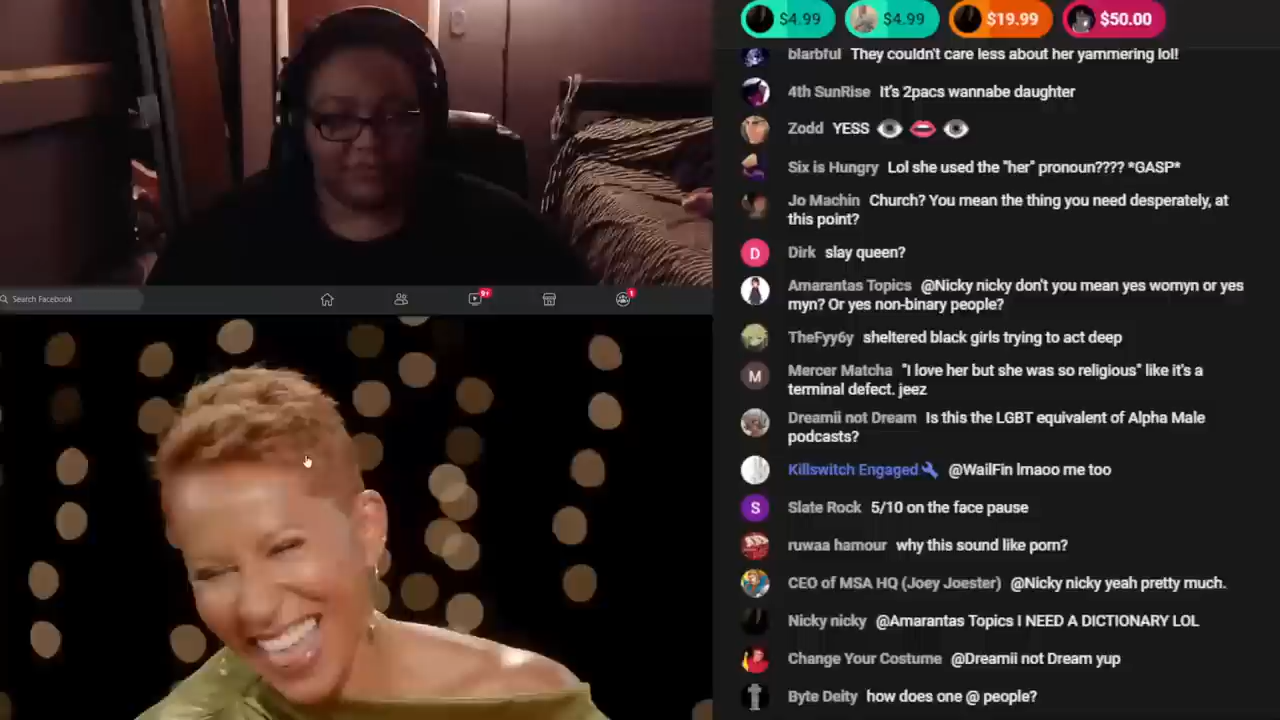 $4.99 $4.99 $19.99 $50.00
blarbful They couldn't care less about her yammering lol!
4th SunRise It's 2pacs wannabe daughter
Zodd YESS 👁️👄👁️
Six is Hungry Lol she used the "her" pronoun???? *GASP*
Jo Machin Church? You mean the thing you need desperately, at
this point?
D Dirk slay queen?
Search Facebook
9+
1
Amarantas Topics @Nicky nicky don't you mean yes womyn or yes
myn? Or yes non-binary people?
TheFyy6y sheltered black girls trying to act deep
M Mercer Matcha "I love her but she was so religious" like it's a
terminal defect. jeez
Dreamii not Dream Is this the LGBT equivalent of Alpha Male
podcasts?
Killswitch Engaged @WailFin lmaoo me too
S Slate Rock 5/10 on the face pause
ruwaa hamour why this sound like porn?
CEO of MSA HQ (Joey Joester) @Nicky nicky yeah pretty much.
Nicky nicky @Amarantas Topics I NEED A DICTIONARY LOL
Change Your Costume @Dreamii not Dream yup
Byte Deity how does one @ people?